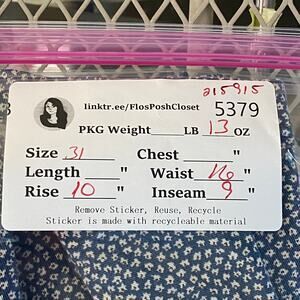 215915
linktr.ee/FlosPoshCloset 5379
PKG Weight 13 OZ LB
Size 31 Chest "
Length " Waist 16 "
Rise 10 " Inseam 9 "
Remove Sticker, Reuse, Recycle
Sticker is made with recycleable material